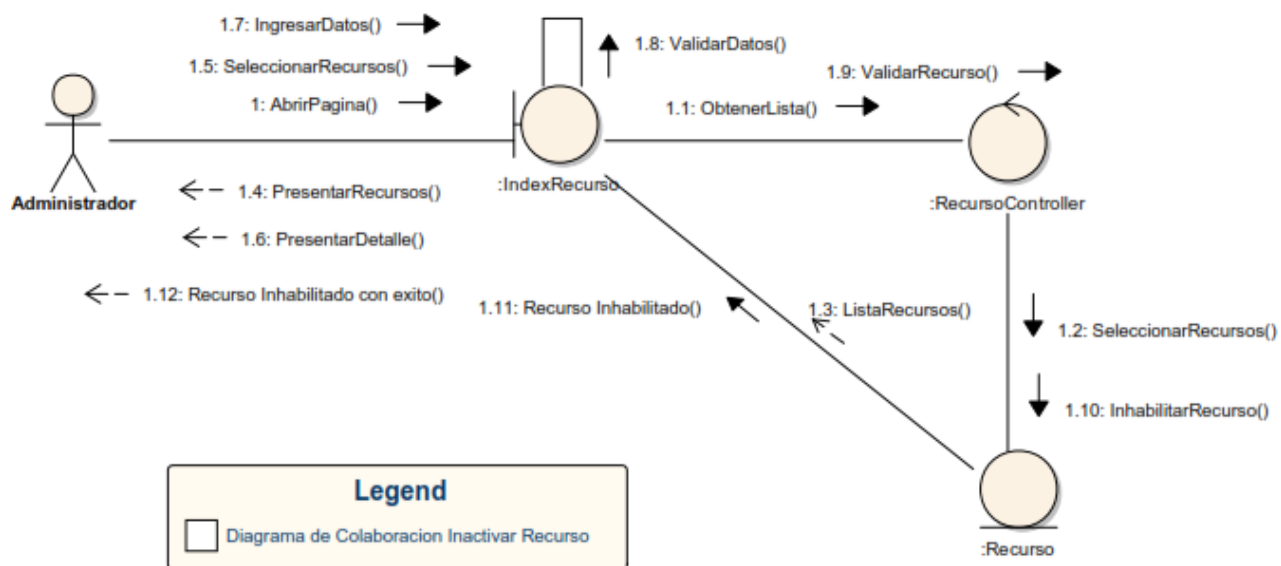 1.7: IngresarDatos()
1.8: ValidarDatos()
1.5: SeleccionarRecursos()
1.9: ValidarRecurso()
1: AbrirPagina()
1.1: ObtenerLista()
:IndexRecurso
1.4: PresentarRecursos()
Administrador
:RecursoController
1.6: PresentarDetalle()
1.12: Recurso Inhabilitado con exito()
1.11: Recurso Inhabilitado()
1.3: ListaRecursos()
1.2: SeleccionarRecursos()
1.10: InhabilitarRecurso()
Legend
Diagrama de Colaboracion Inactivar Recurso
:Recurso